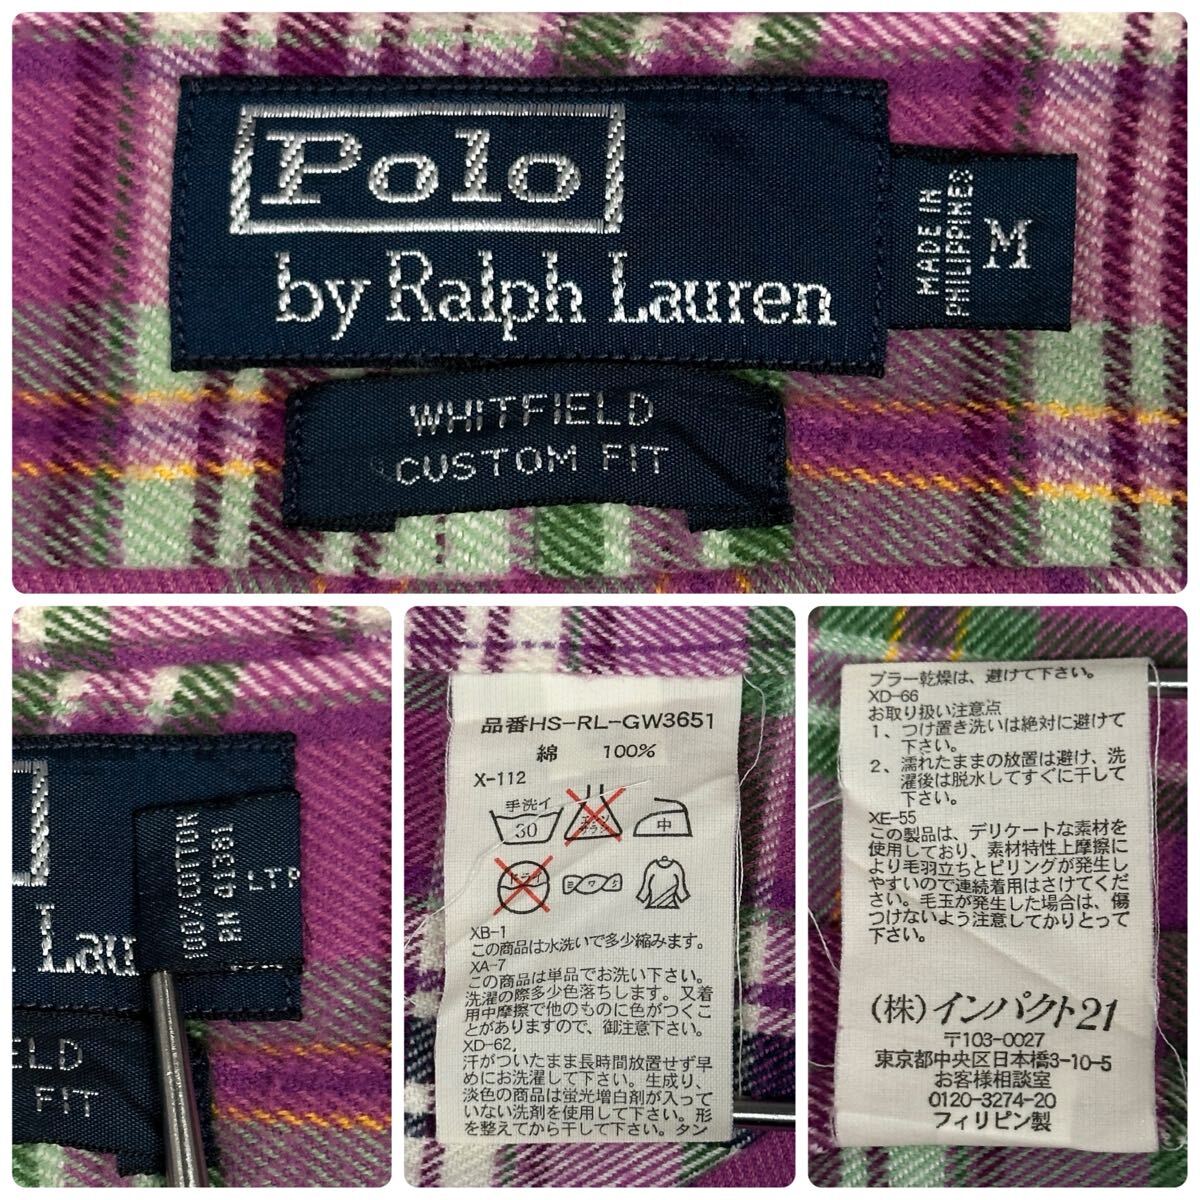 Polo
by Ralph Lauren
MADE IN
PHILIPPINES
M
WHITFIELD
CUSTOM FIT
Lau
100% COTTON
RN 41381
LTR
ELD
FIT
品番HS-RL-GW3651
綿 100%
X-112
手洗イ
30
エンソ
サラシ
中
ドライ
ヨワク
XB-1
この商品は水洗いで多少縮みます。
XA-7
この商品は単品でお洗い下さい。
洗濯の際多少色落ちします。又着
用中摩擦で他のものに色がつくこ
とがありますので、御注意下さい。
XD-62,
汗がついたまま長時間放置せず早
めにお洗濯して下さい。生成り、
淡色の商品は蛍光増白剤が入って
いない洗剤を使用して下さい。形
を整えてから干して下さい。タン
ブラー乾燥は、避けて下さい。
XD-66
お取り扱い注意点
1、つけ置き洗いは絶対に避けて
下さい。
2、濡れたままの放置は避け、洗
濯後は脱水してすぐに干して
下さい。
XE-55
この製品は、デリケートな素材を
使用しており、素材特性上摩擦に
より毛羽立ちとピリングが発生し
やすいので連続着用はさけてくだ
さい。毛玉が発生した場合は、傷
つけないよう注意してかりとって
下さい。
(株)インパクト21
〒103-0027
東京都中央区日本橋3-10-5
お客様相談室
0120-3274-20
フィリピン製